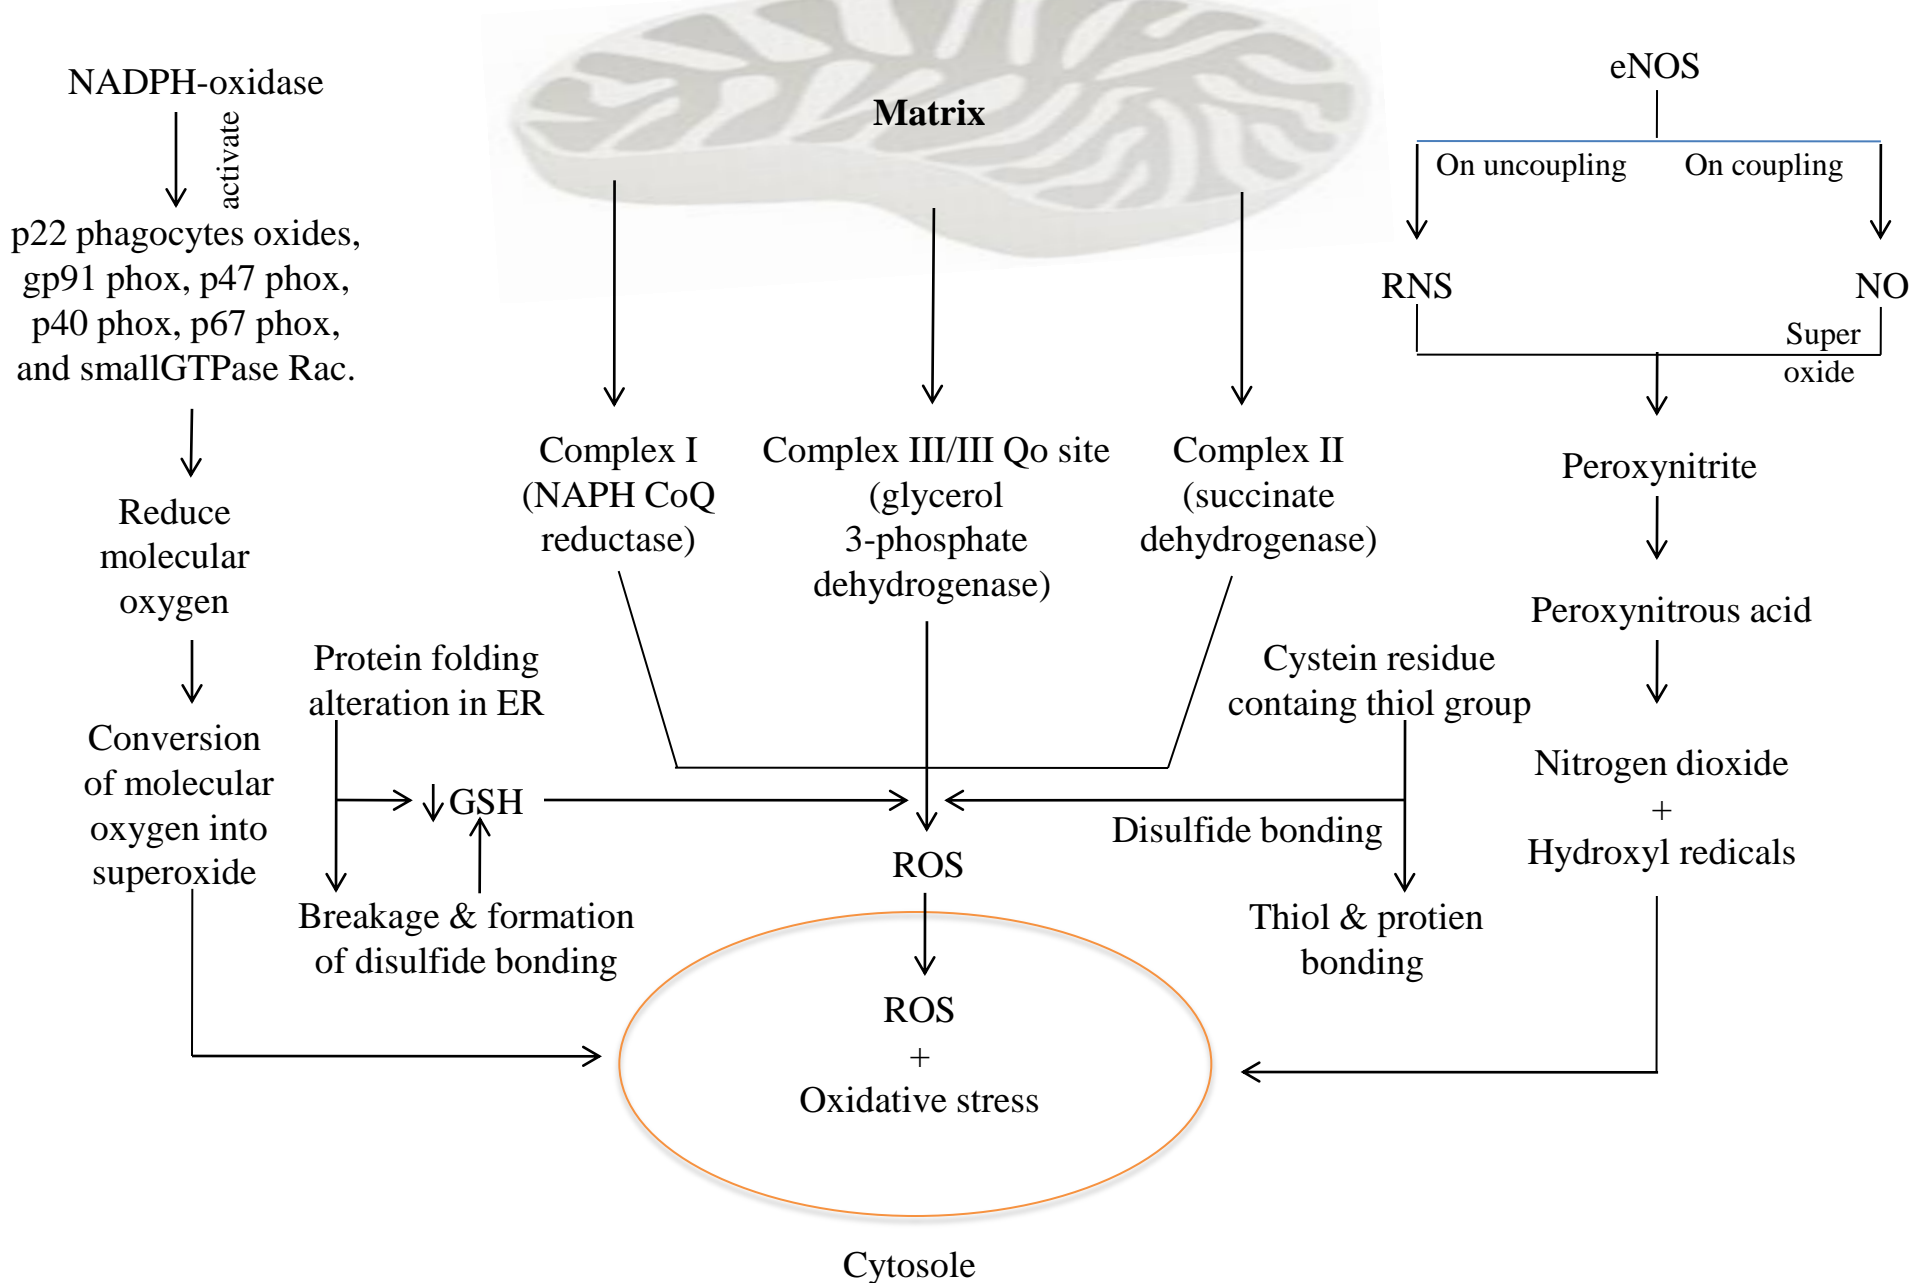 NADPH-oxidase
activate
p22 phagocytes oxides,
gp91 phox, p47 phox,
p40 phox, p67 phox,
and smallGTPase Rac.
Reduce
molecular
oxygen
Conversion
of molecular
oxygen into
superoxide
Matrix
Complex I
(NAPH CoQ
reductase)
Complex III/III Qo site
(glycerol
3-phosphate
dehydrogenase)
Complex II
(succinate
dehydrogenase)
Protein folding
alteration in ER
GSH
Breakage & formation
of disulfide bonding
Cystein residue
containg thiol group
Disulfide bonding
Thiol & protien
bonding
ROS
ROS
+
Oxidative stress
Cytosole
eNOS
On uncoupling
On coupling
RNS
NO
Super
oxide
Peroxynitrite
Peroxynitrous acid
Nitrogen dioxide
+
Hydroxyl redicals